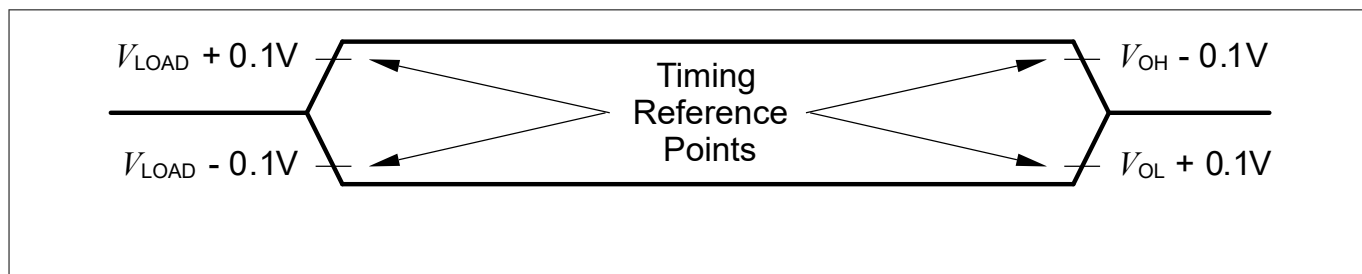 V_LOAD + 0.1V
V_LOAD - 0.1V
Timing
Reference
Points
V_OH - 0.1V
V_OL + 0.1V